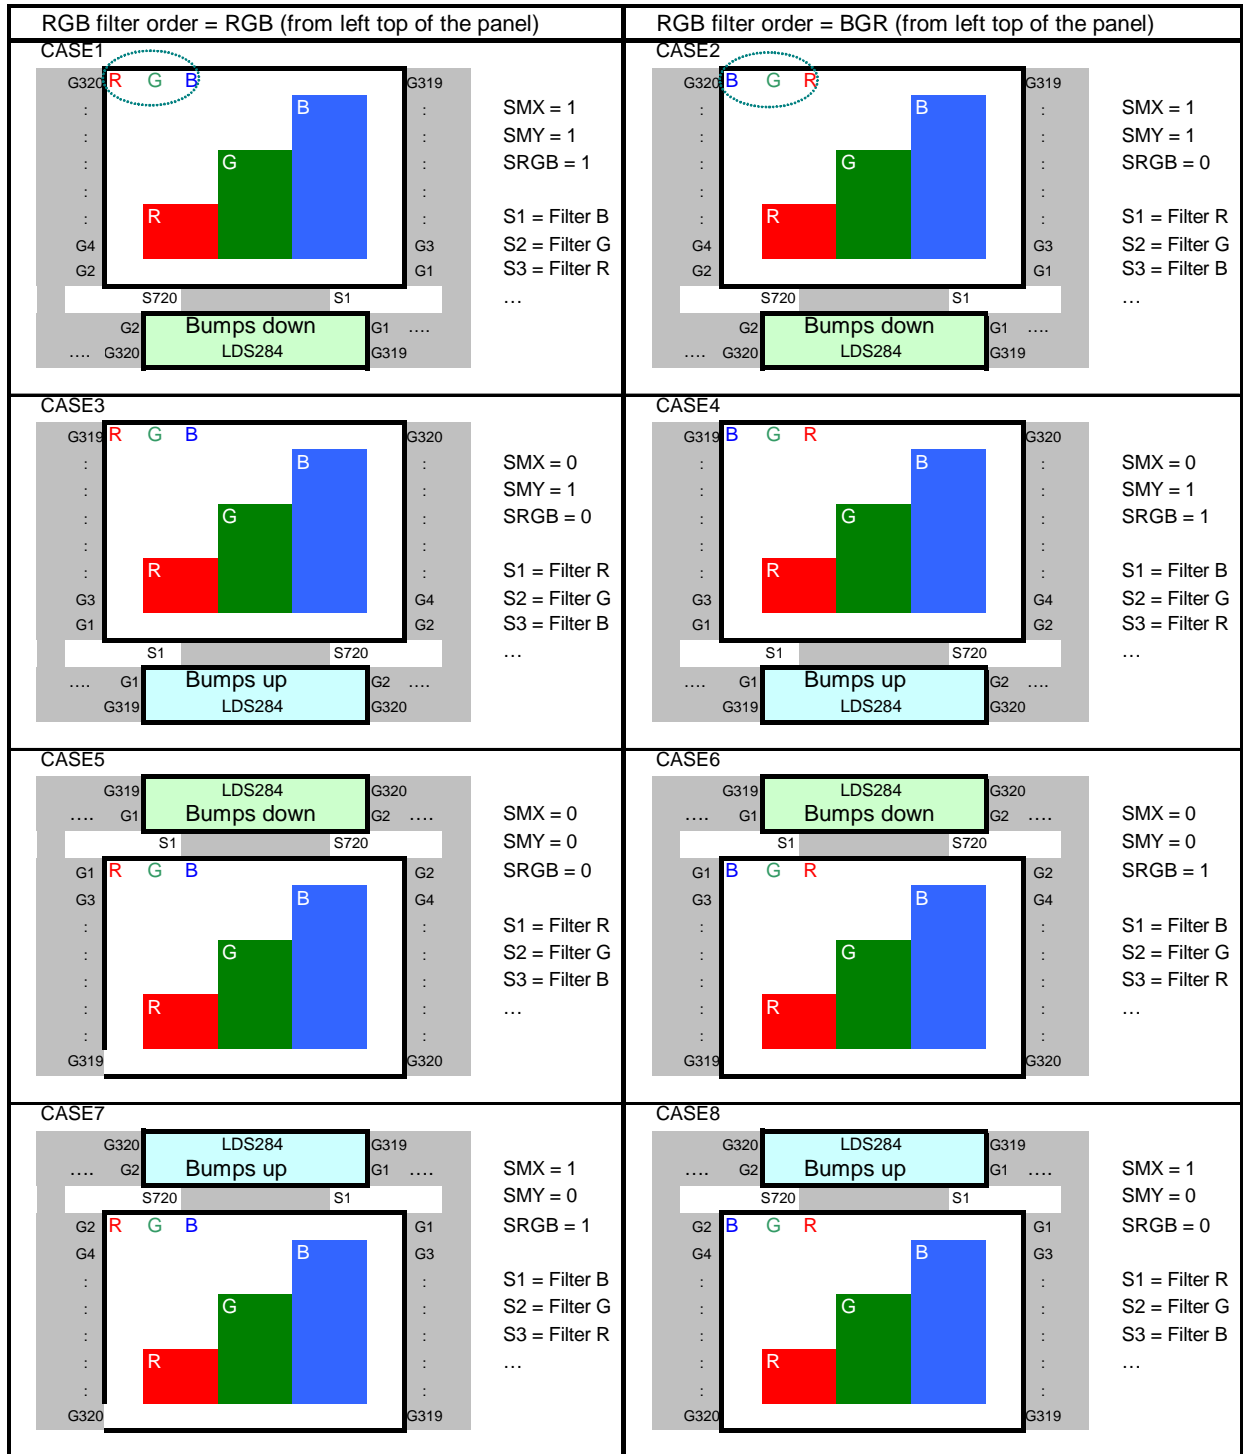 RGB filter order = RGB (from left top of the panel)
RGB filter order = BGR (from left top of the panel)
CASE1
G320 R G B G319
: B : SMX = 1
: : SMY = 1
: G : SRGB = 1
: :
: R : S1 = Filter B
G4 G3 S2 = Filter G
G2 G1 S3 = Filter R
S720 S1 …
G2 Bumps down G1 ....
.... G320 LDS284 G319
CASE2
G320 B G R G319
: B : SMX = 1
: : SMY = 1
: G : SRGB = 0
: :
: R : S1 = Filter R
G4 G3 S2 = Filter G
G2 G1 S3 = Filter B
S720 S1 …
G2 Bumps down G1 ....
.... G320 LDS284 G319
CASE3
G319 R G B G320
: B : SMX = 0
: : SMY = 1
: G : SRGB = 0
: :
: R : S1 = Filter R
G3 G4 S2 = Filter G
G1 G2 S3 = Filter B
S1 S720 …
.... G1 Bumps up G2 ....
G319 LDS284 G320
CASE4
G319 B G R G320
: B : SMX = 0
: : SMY = 1
: G : SRGB = 1
: :
: R : S1 = Filter B
G3 G4 S2 = Filter G
G1 G2 S3 = Filter R
S1 S720 …
.... G1 Bumps up G2 ....
G319 LDS284 G320
CASE5
G319 LDS284 G320
.... G1 Bumps down G2 .... SMX = 0
S1 S720 SMY = 0
G1 R G B G2 SRGB = 0
G3 B G4
: : S1 = Filter R
: G : S2 = Filter G
: : S3 = Filter B
: R : …
: :
G319 G320
CASE6
G319 LDS284 G320
.... G1 Bumps down G2 .... SMX = 0
S1 S720 SMY = 0
G1 B G R G2 SRGB = 1
G3 B G4
: : S1 = Filter B
: G : S2 = Filter G
: : S3 = Filter R
: R : …
: :
G319 G320
CASE7
G320 LDS284 G319
.... G2 Bumps up G1 .... SMX = 1
S720 S1 SMY = 0
G2 R G B G1 SRGB = 1
G4 B G3
: : S1 = Filter B
: G : S2 = Filter G
: : S3 = Filter R
: R : …
: :
G320 G319
CASE8
G320 LDS284 G319
.... G2 Bumps up G1 .... SMX = 1
S720 S1 SMY = 0
G2 B G R G1 SRGB = 0
G4 B G3
: : S1 = Filter R
: G : S2 = Filter G
: : S3 = Filter B
: R : …
: :
G320 G319